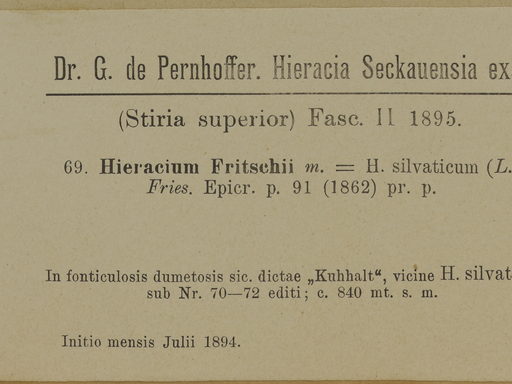 Dr. G. de Pernhoffer. Hieracia Seckauensia ex
(Stiria superior) Fasc. II 1895.
69. Hieracium Fritschii m. = H. silvaticum (L.
Fries. Epicr. p. 91 (1862) pr. p.
In fonticulosis dumetosis sic. dictae „Kuhhalt“, vicine H. silvat
sub Nr. 70—72 editi; c. 840 mt. s. m.
Initio mensis Julii 1894.